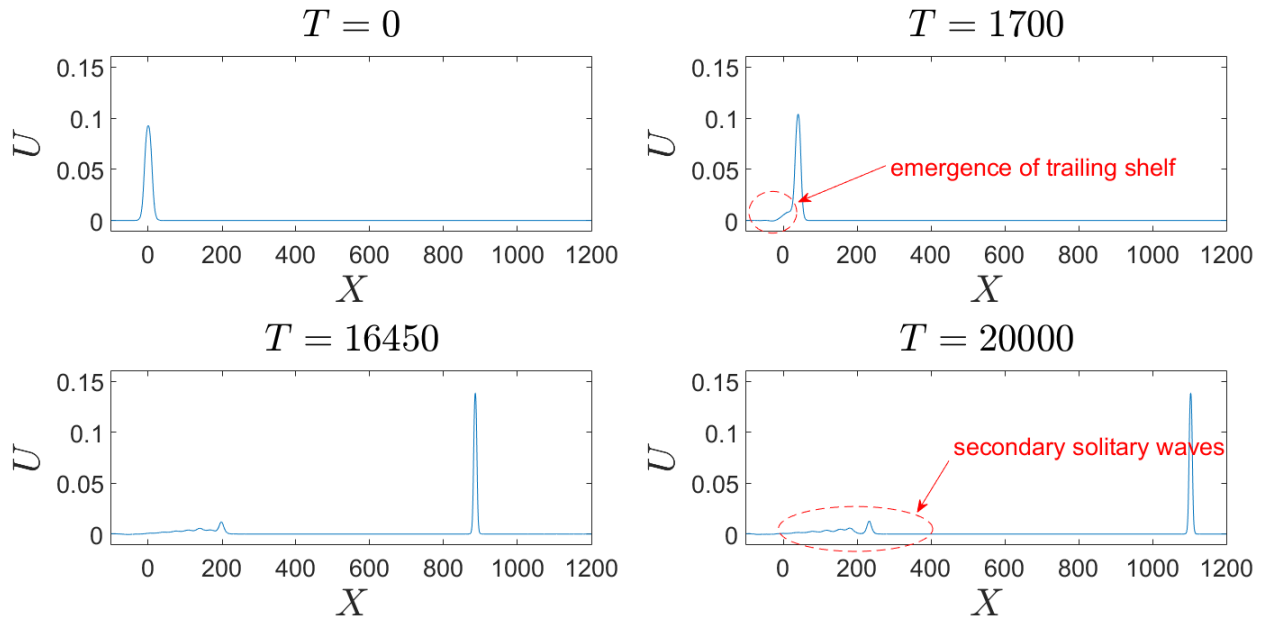 T = 0
U
0.15
0.1
0.05
0
0 200 400 600 800 1000 1200
X
T = 1700
U
0.15
0.1
0.05
0
emergence of trailing shelf
0 200 400 600 800 1000 1200
X
T = 16450
U
0.15
0.1
0.05
0
0 200 400 600 800 1000 1200
X
T = 20000
U
0.15
0.1
0.05
0
secondary solitary waves
0 200 400 600 800 1000 1200
X